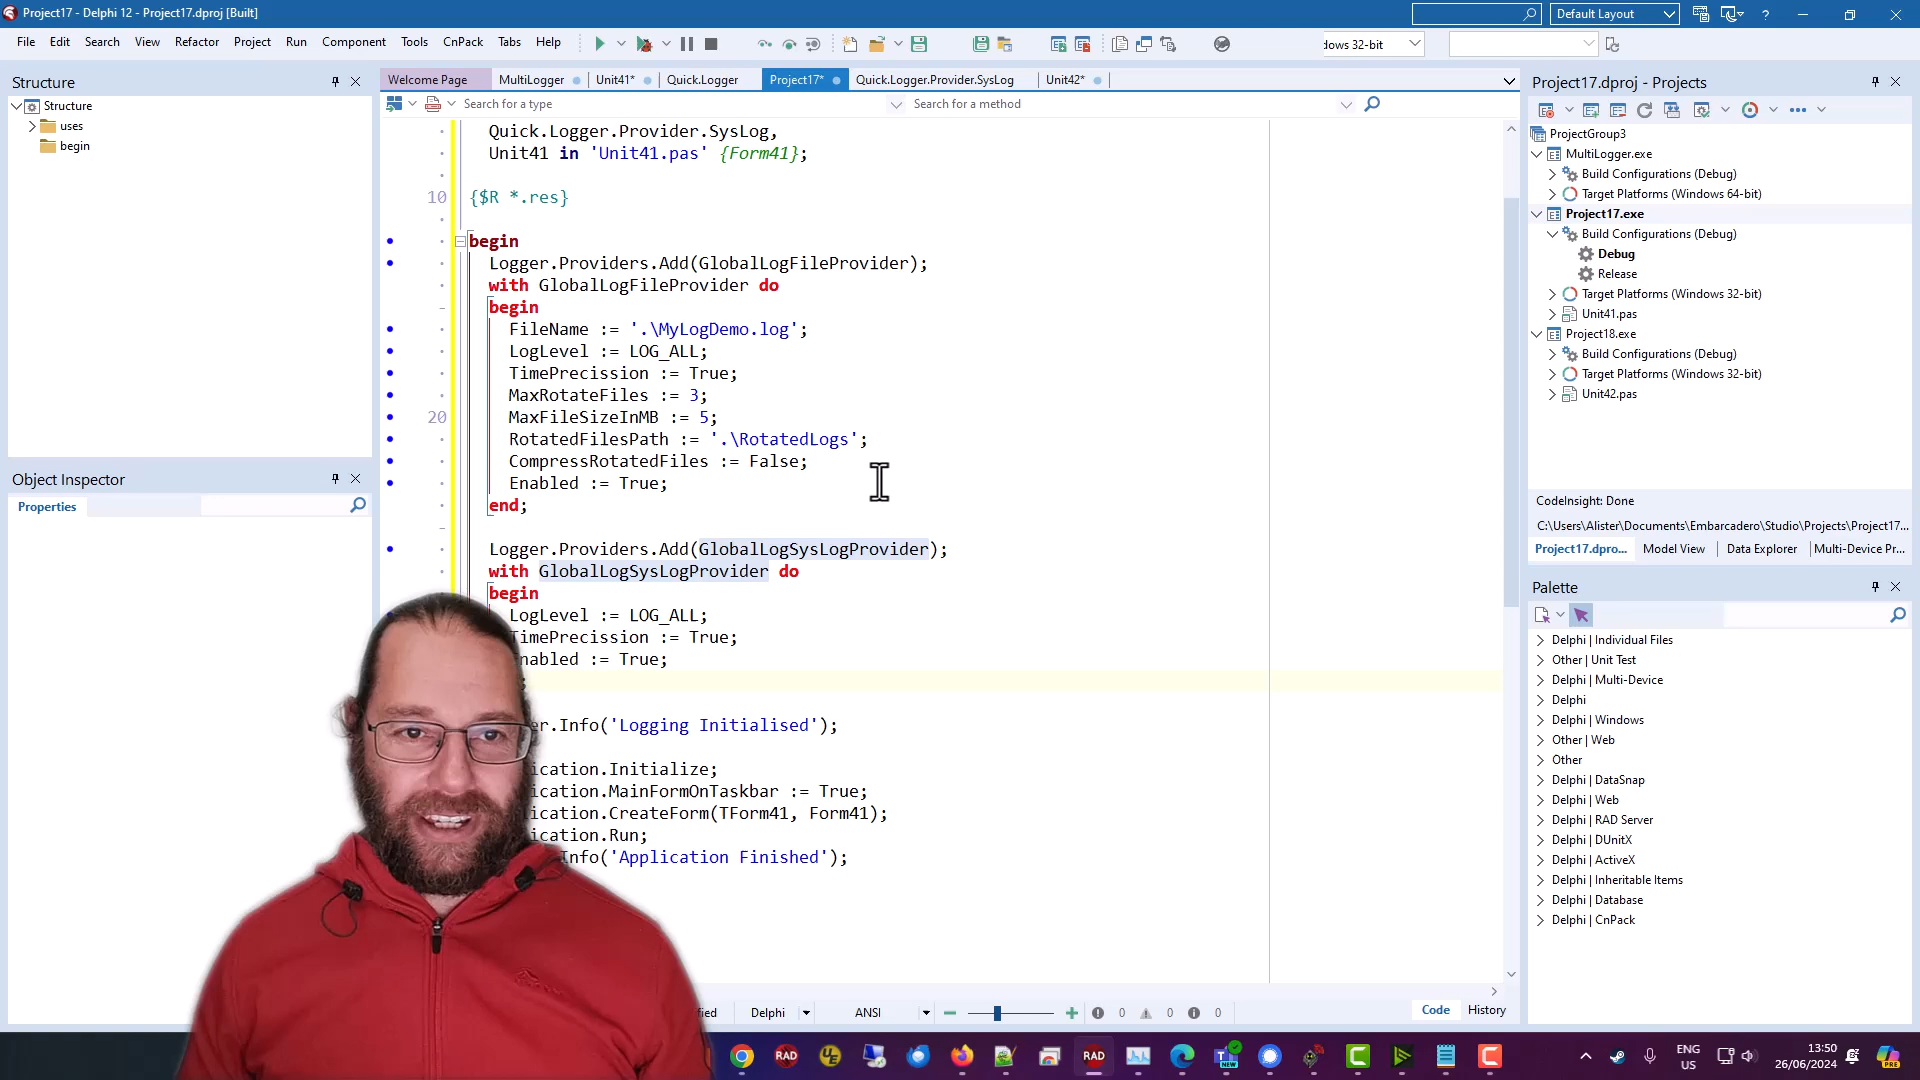 Project17 - Delphi 12 - Project17.dproj [Built]
Default Layout
File Edit Search View Refactor Project Run Component Tools CnPack Tabs Help
dows 32-bit
Structure
Structure
uses
begin
Object Inspector
Properties
Welcome Page MultiLogger Unit41* Quick.Logger Project17* Quick.Logger.Provider.SysLog Unit42*
Search for a type Search for a method
Quick.Logger.Provider.SysLog,
Unit41 in 'Unit41.pas' {Form41};
10 {$R *.res}
begin
Logger.Providers.Add(GlobalLogFileProvider);
with GlobalLogFileProvider do
begin
FileName := '.\MyLogDemo.log';
LogLevel := LOG_ALL;
TimePrecission := True;
MaxRotateFiles := 3;
20 MaxFileSizeInMB := 5;
RotatedFilesPath := '.\RotatedLogs';
CompressRotatedFiles := False;
Enabled := True;
end;
Logger.Providers.Add(GlobalLogSysLogProvider);
with GlobalLogSysLogProvider do
begin
LogLevel := LOG_ALL;
TimePrecission := True;
nabled := True;
;
er.Info('Logging Initialised');
ication.Initialize;
ication.MainFormOnTaskbar := True;
ication.CreateForm(TForm41, Form41);
ication.Run;
Info('Application Finished');
fied Delphi ANSI 0 0 0 Code History
Project17.dproj - Projects
ProjectGroup3
MultiLogger.exe
Build Configurations (Debug)
Target Platforms (Windows 64-bit)
Project17.exe
Build Configurations (Debug)
Debug
Release
Target Platforms (Windows 32-bit)
Unit41.pas
Project18.exe
Build Configurations (Debug)
Target Platforms (Windows 32-bit)
Unit42.pas
CodeInsight: Done
C:\Users\Alister\Documents\Embarcadero\Studio\Projects\Project17...
Project17.dpro... Model View Data Explorer Multi-Device Pr...
Palette
Delphi | Individual Files
Other | Unit Test
Delphi | Multi-Device
Delphi
Delphi | Windows
Other | Web
Other
Delphi | DataSnap
Delphi | Web
Delphi | RAD Server
Delphi | DUnitX
Delphi | ActiveX
Delphi | Inheritable Items
Delphi | Database
Delphi | CnPack
RAD UE RAD NEW
ENG
US
13:50
26/06/2024
PRE